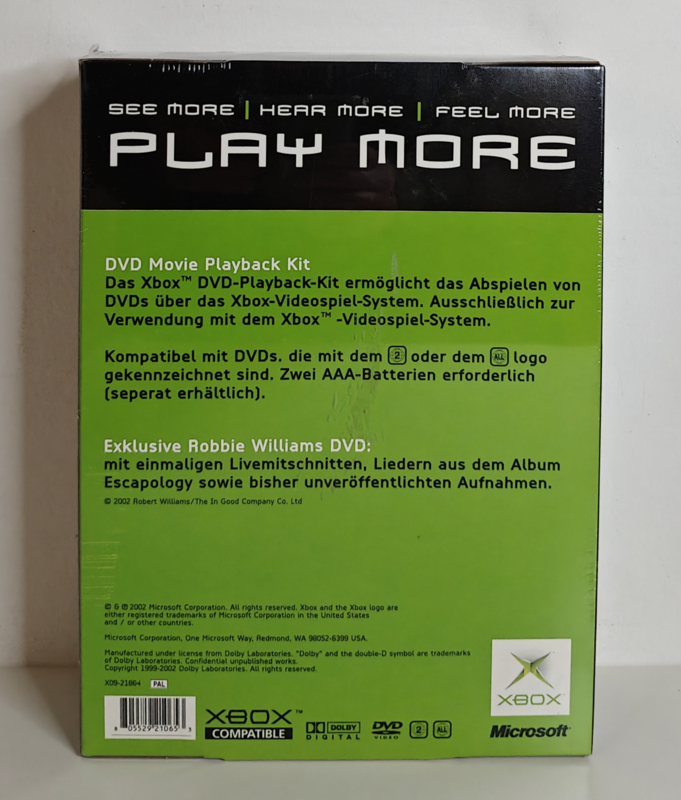 SEE MORE | HEAR MORE | FEEL MORE
PLAY MORE
DVD Movie Playback Kit
Das Xbox™ DVD-Playback-Kit ermöglicht das Abspielen von
DVDs über das Xbox-Videospiel-System. Ausschließlich zur
Verwendung mit dem Xbox™ -Videospiel-System.
Kompatibel mit DVDs. die mit dem 2 oder dem ALL logo
gekennzeichnet sind. Zwei AAA-Batterien erforderlich
(seperat erhältlich).
Exklusive Robbie Williams DVD:
mit einmaligen Livemitschnitten, Liedern aus dem Album
Escapology sowie bisher unveröffentlichten Aufnahmen.
© 2002 Robert Williams/The In Good Company Co. Ltd
© & ℗ 2002 Microsoft Corporation. All rights reserved. Xbox and the Xbox logo are
either registered trademarks of Microsoft Corporation in the United States
and / or other countries.
Microsoft Corporation, One Microsoft Way, Redmond, WA 98052-6399 USA.
Manufactured under license from Dolby Laboratories. "Dolby" and the double-D symbol are trademarks
of Dolby Laboratories. Confidential unpublished works.
Copyright 1999-2002 Dolby Laboratories. All rights reserved.
X09-21864 PAL
XBOX™
COMPATIBLE
DOLBY
DIGITAL
DVD
VIDEO
2
ALL
XBOX™
Microsoft®
8 05529 21065 3